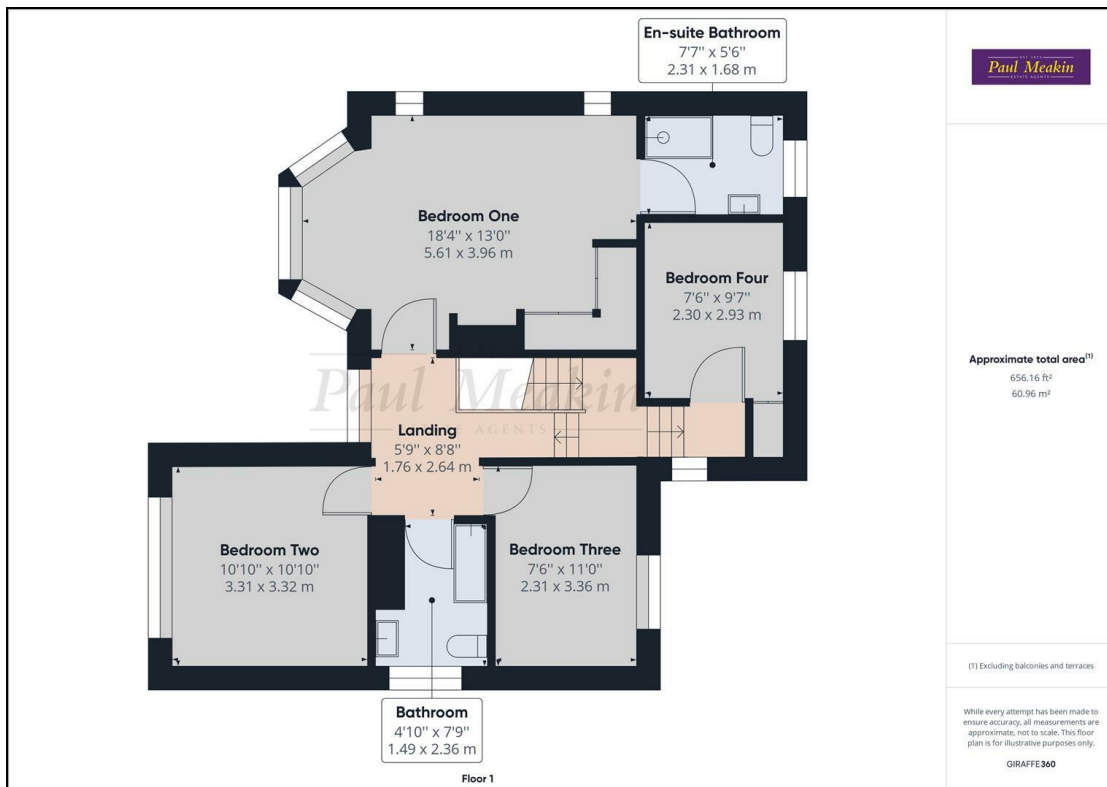 En-suite Bathroom
7'7" x 5'6"
2.31 x 1.68 m
EST 1973
Paul Meakin
ESTATE AGENTS
Bedroom One
18'4" x 13'0"
5.61 x 3.96 m
Bedroom Four
7'6" x 9'7"
2.30 x 2.93 m
Approximate total area(1)
656.16 ft²
60.96 m²
Paul Meakin
AGENTS
Landing
5'9" x 8'8"
1.76 x 2.64 m
Bedroom Two
10'10" x 10'10"
3.31 x 3.32 m
Bedroom Three
7'6" x 11'0"
2.31 x 3.36 m
Bathroom
4'10" x 7'9"
1.49 x 2.36 m
Floor 1
(1) Excluding balconies and terraces
While every attempt has been made to
ensure accuracy, all measurements are
approximate, not to scale. This floor
plan is for illustrative purposes only.
GIRAFFE360